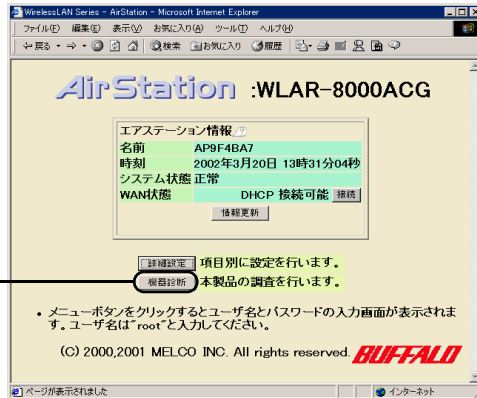 WirelessLAN Series - AirStation - Microsoft Internet Explorer
ファイル(F) 編集(E) 表示(V) お気に入り(A) ツール(T) ヘルプ(H)
戻る 検索 お気に入り 履歴
AirStation :WLAR-8000ACG
エアステーション情報
名前 AP9F4BA7
時刻 2002年3月20日 13時31分04秒
システム状態 正常
WAN状態 DHCP 接続可能 接続
情報更新
詳細設定 項目別に設定を行います。
機器診断 本製品の調査を行います。
• メニューボタンをクリックするとユーザ名とパスワードの入力画面が表示されま
す。ユーザ名は"root"と入力してください。
(C) 2000,2001 MELCO INC. All rights reserved. BUFFALO
ページが表示されました インターネット